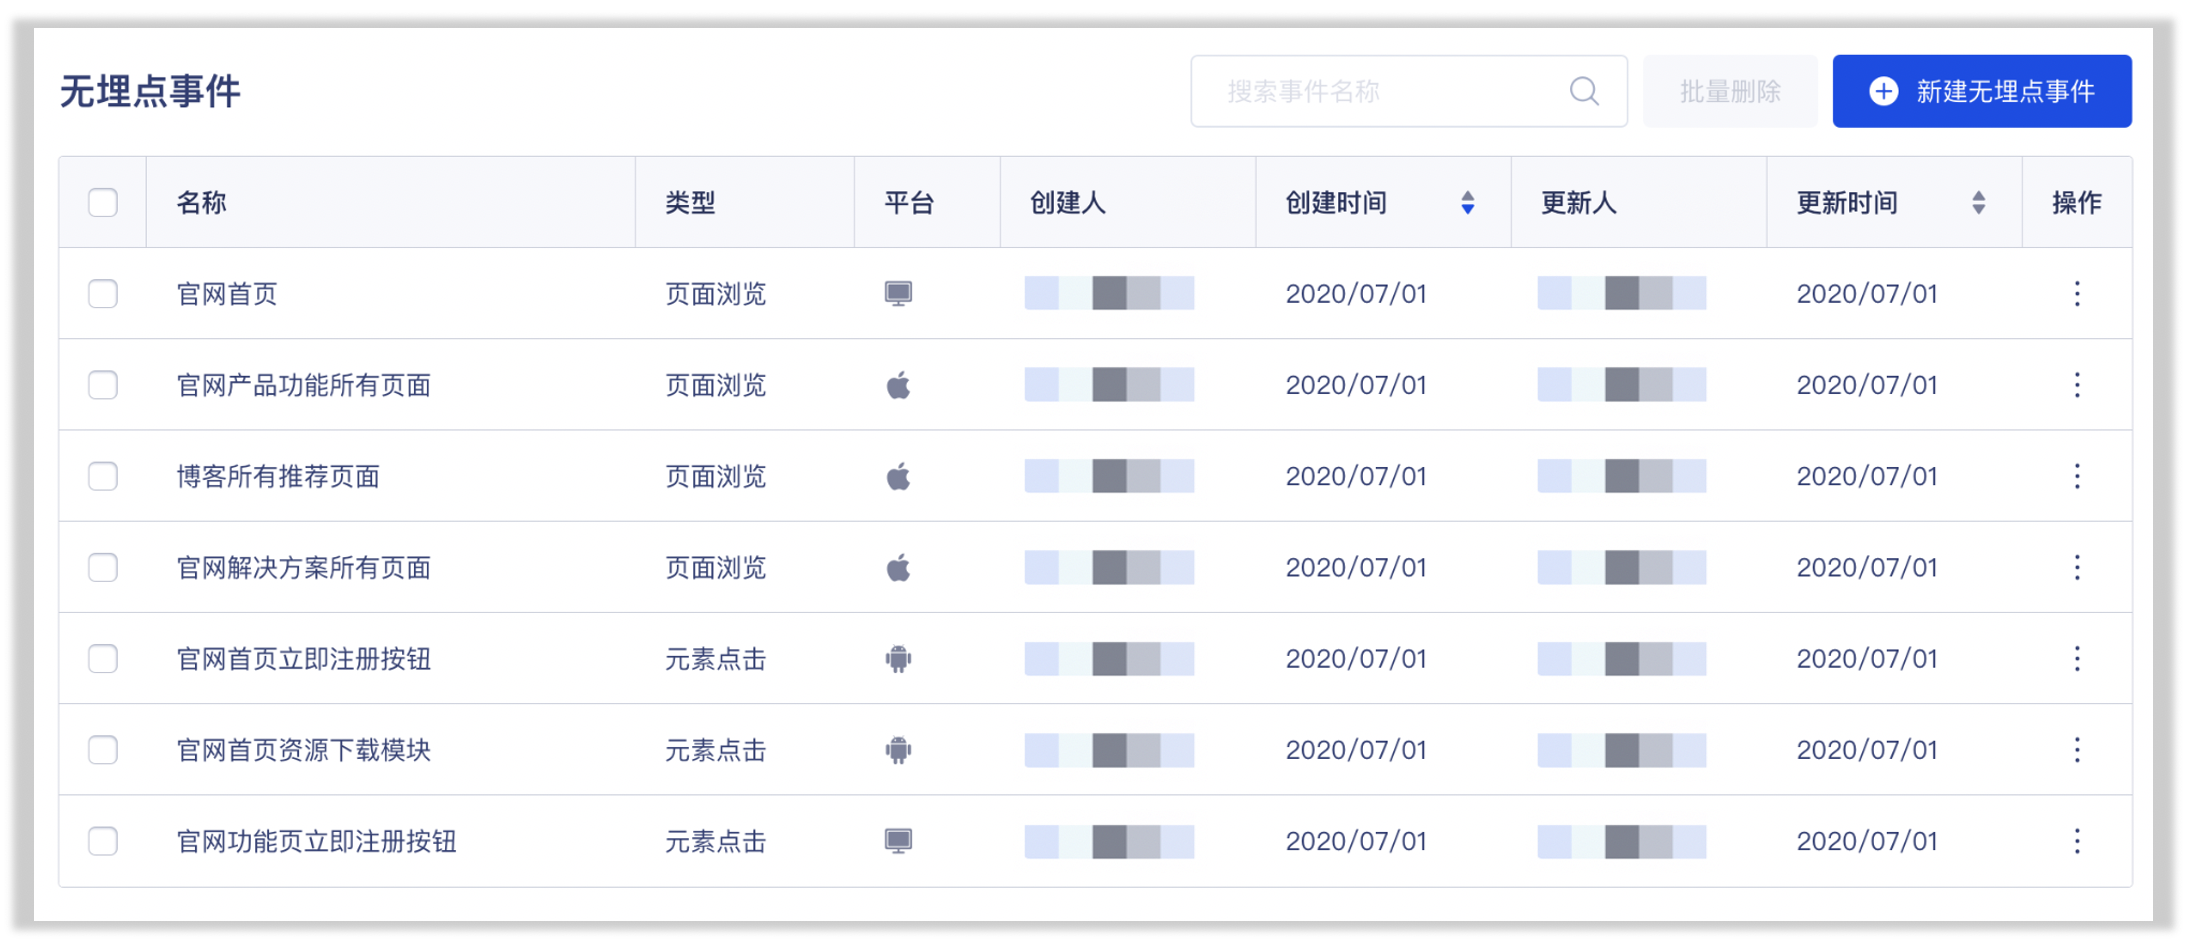 无埋点事件 搜索事件名称 批量删除 新建无埋点事件
名称 类型 平台 创建人 创建时间 更新人 更新时间 操作
官网首页 页面浏览 2020/07/01 2020/07/01
官网产品功能所有页面 页面浏览 2020/07/01 2020/07/01
博客所有推荐页面 页面浏览 2020/07/01 2020/07/01
官网解决方案所有页面 页面浏览 2020/07/01 2020/07/01
官网首页立即注册按钮 元素点击 2020/07/01 2020/07/01
官网首页资源下载模块 元素点击 2020/07/01 2020/07/01
官网功能页立即注册按钮 元素点击 2020/07/01 2020/07/01